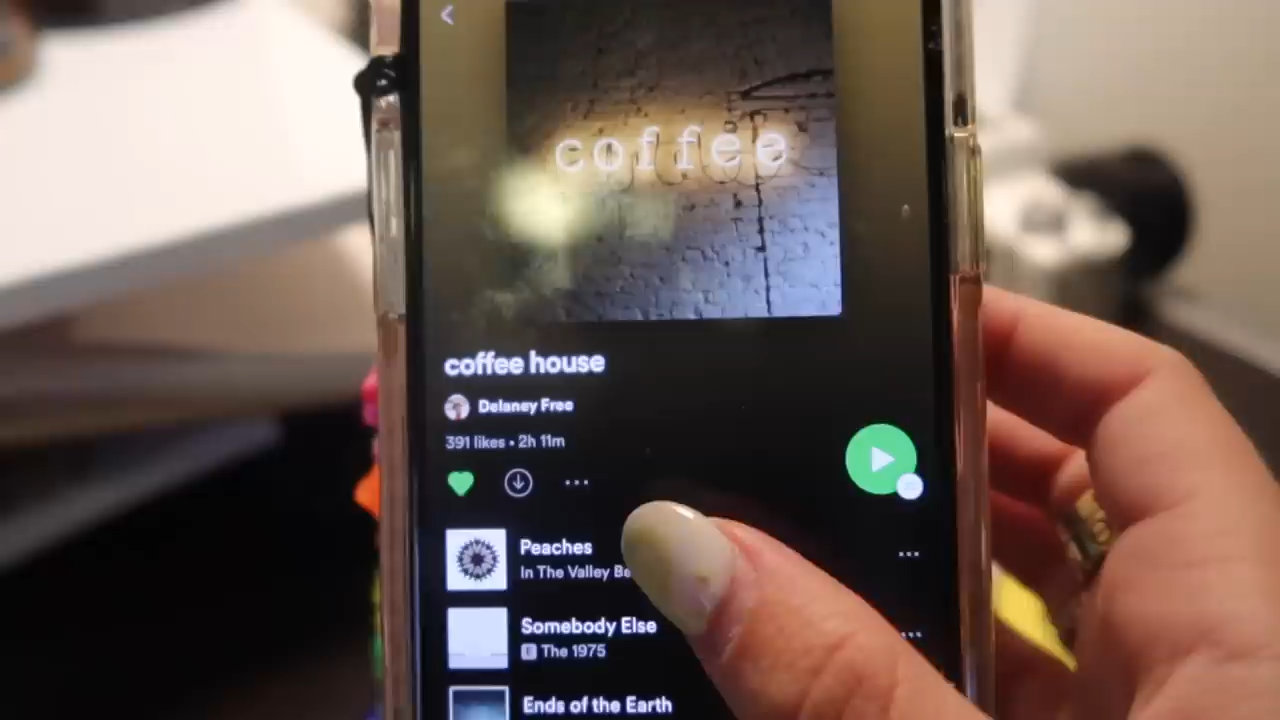 coffee
coffee house
Delaney Free
391 likes • 2h 11m
Peaches
In The Valley
Somebody Else
E The 1975
Ends of the Earth